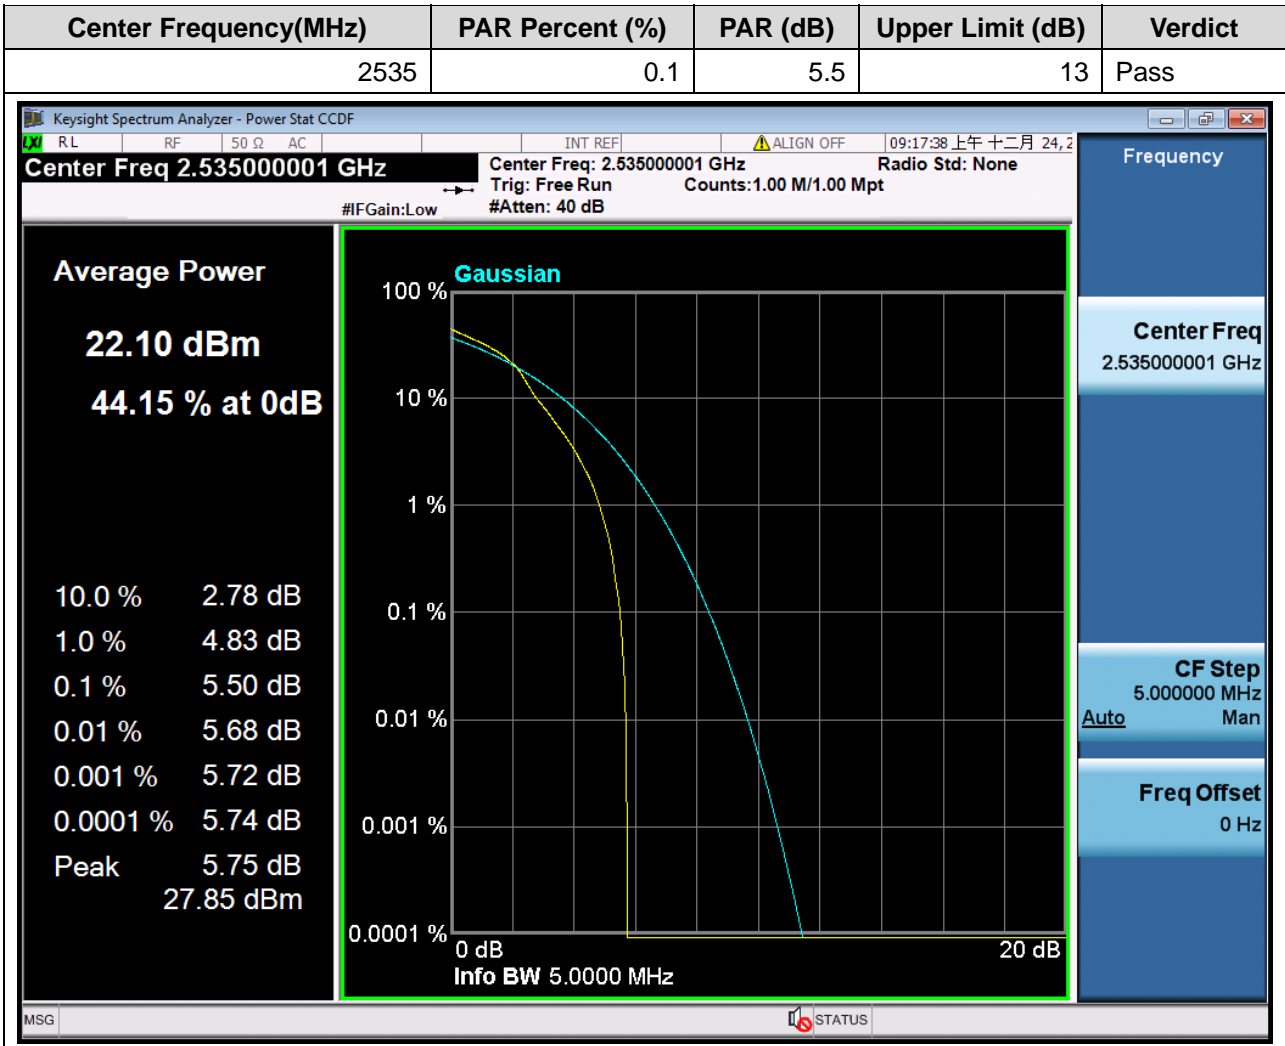 Center Frequency(MHz) PAR Percent (%) PAR (dB) Upper Limit (dB) Verdict
2535 0.1 5.5 13 Pass
Keysight Spectrum Analyzer - Power Stat CCDF
LXI RL RF 50 Ω AC INT REF ALIGN OFF 09:17:38 上午 十二月 24, 2
Center Freq 2.535000001 GHz
Center Freq: 2.535000001 GHz Radio Std: None
Trig: Free Run Counts:1.00 M/1.00 Mpt
#IFGain:Low #Atten: 40 dB
Average Power
22.10 dBm
44.15 % at 0dB
10.0 % 2.78 dB
1.0 % 4.83 dB
0.1 % 5.50 dB
0.01 % 5.68 dB
0.001 % 5.72 dB
0.0001 % 5.74 dB
Peak 5.75 dB
27.85 dBm
Gaussian
100 %
10 %
1 %
0.1 %
0.01 %
0.001 %
0.0001 %
0 dB 20 dB
Info BW 5.0000 MHz
Frequency
Center Freq
2.535000001 GHz
CF Step
5.000000 MHz
Auto Man
Freq Offset
0 Hz
MSG STATUS